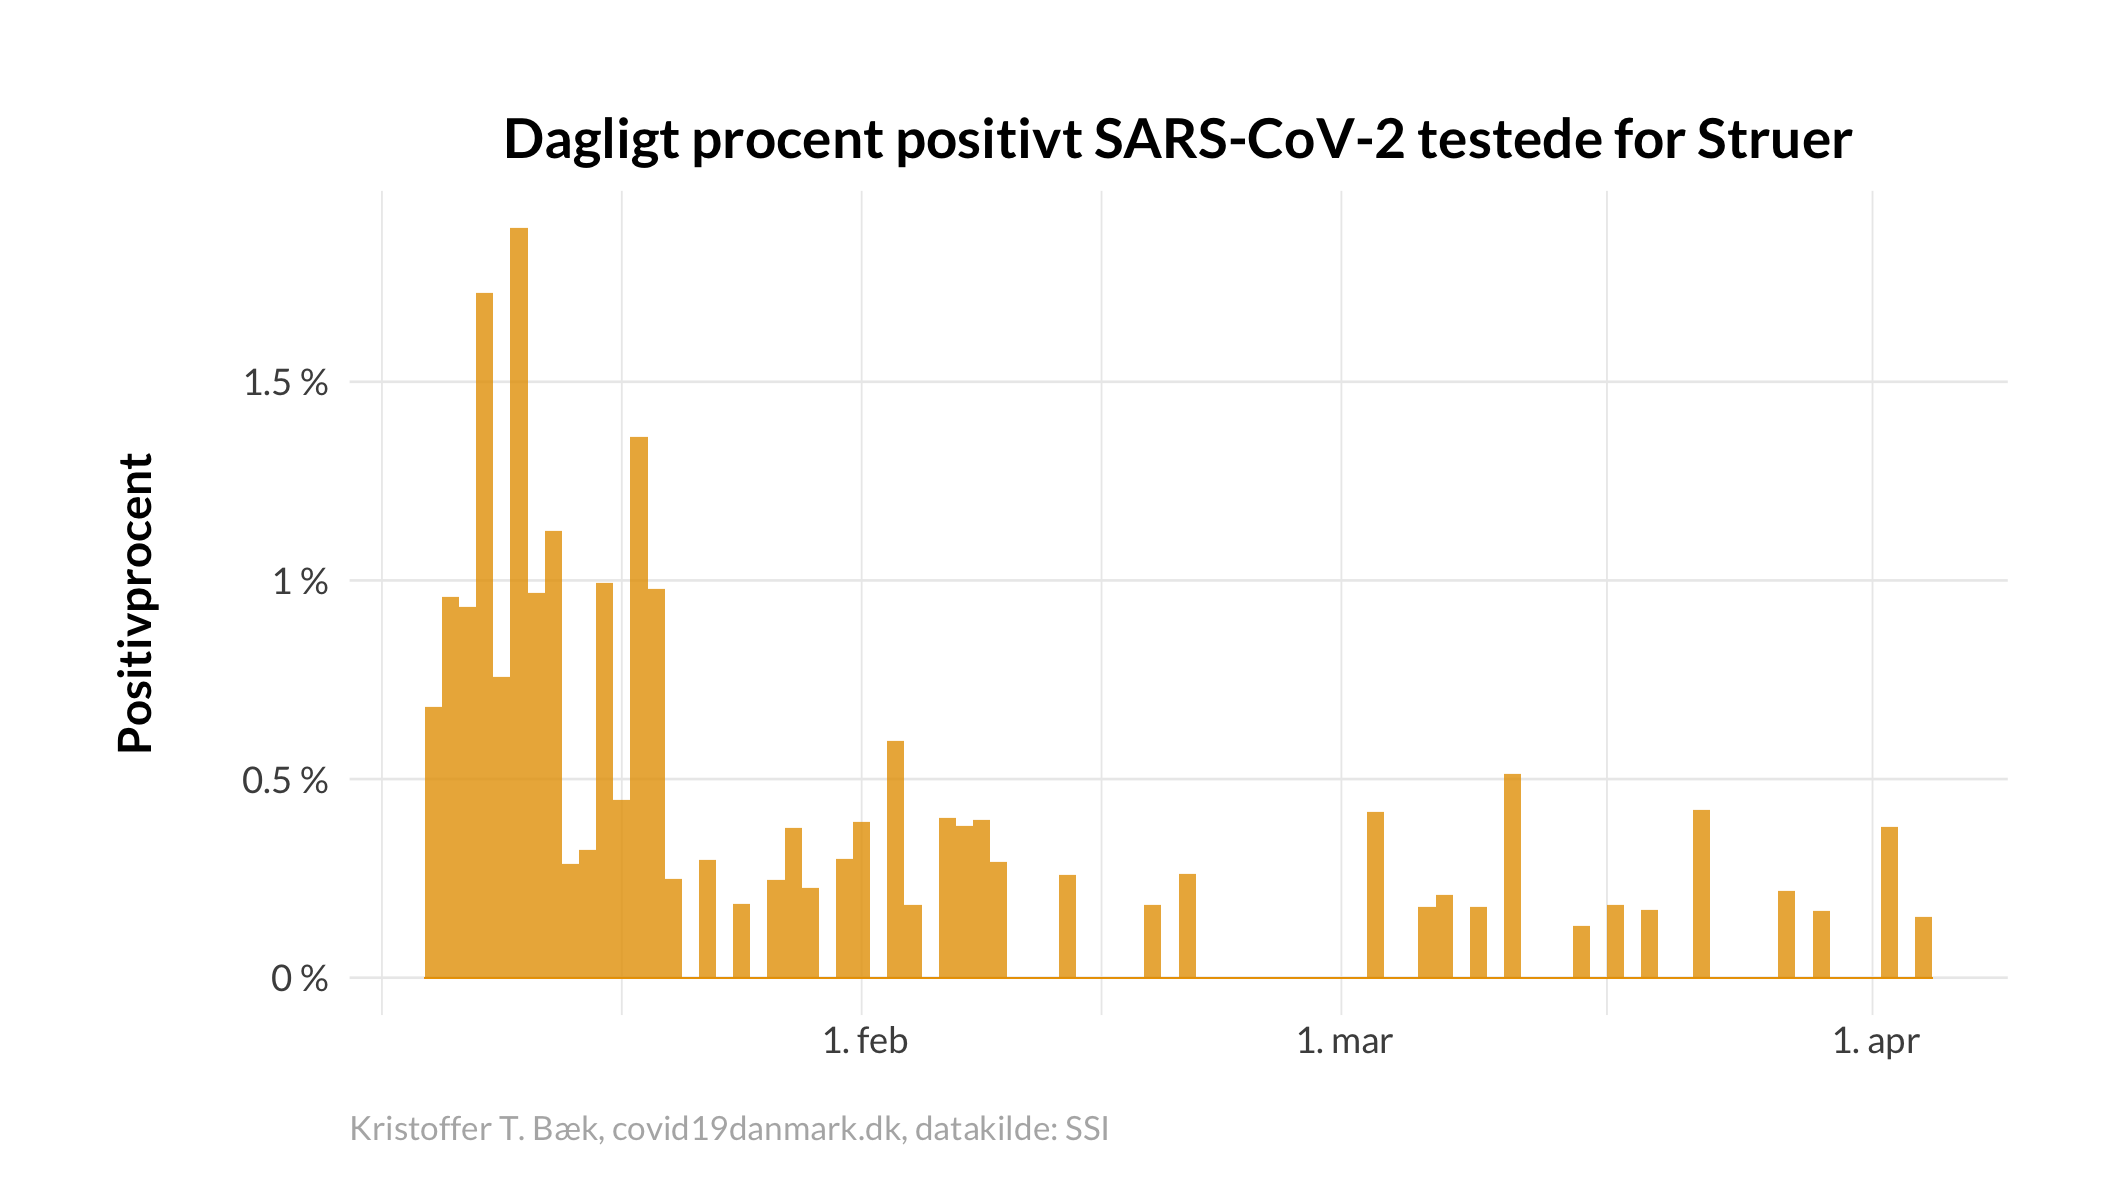 Dagligt procent positivt SARS-CoV-2 testede for Struer
Positivprocent
1.5 %
1 %
0.5 %
0 %
1. feb
1. mar
1. apr
Kristoffer T. Bæk, covid19danmark.dk, datakilde: SSI